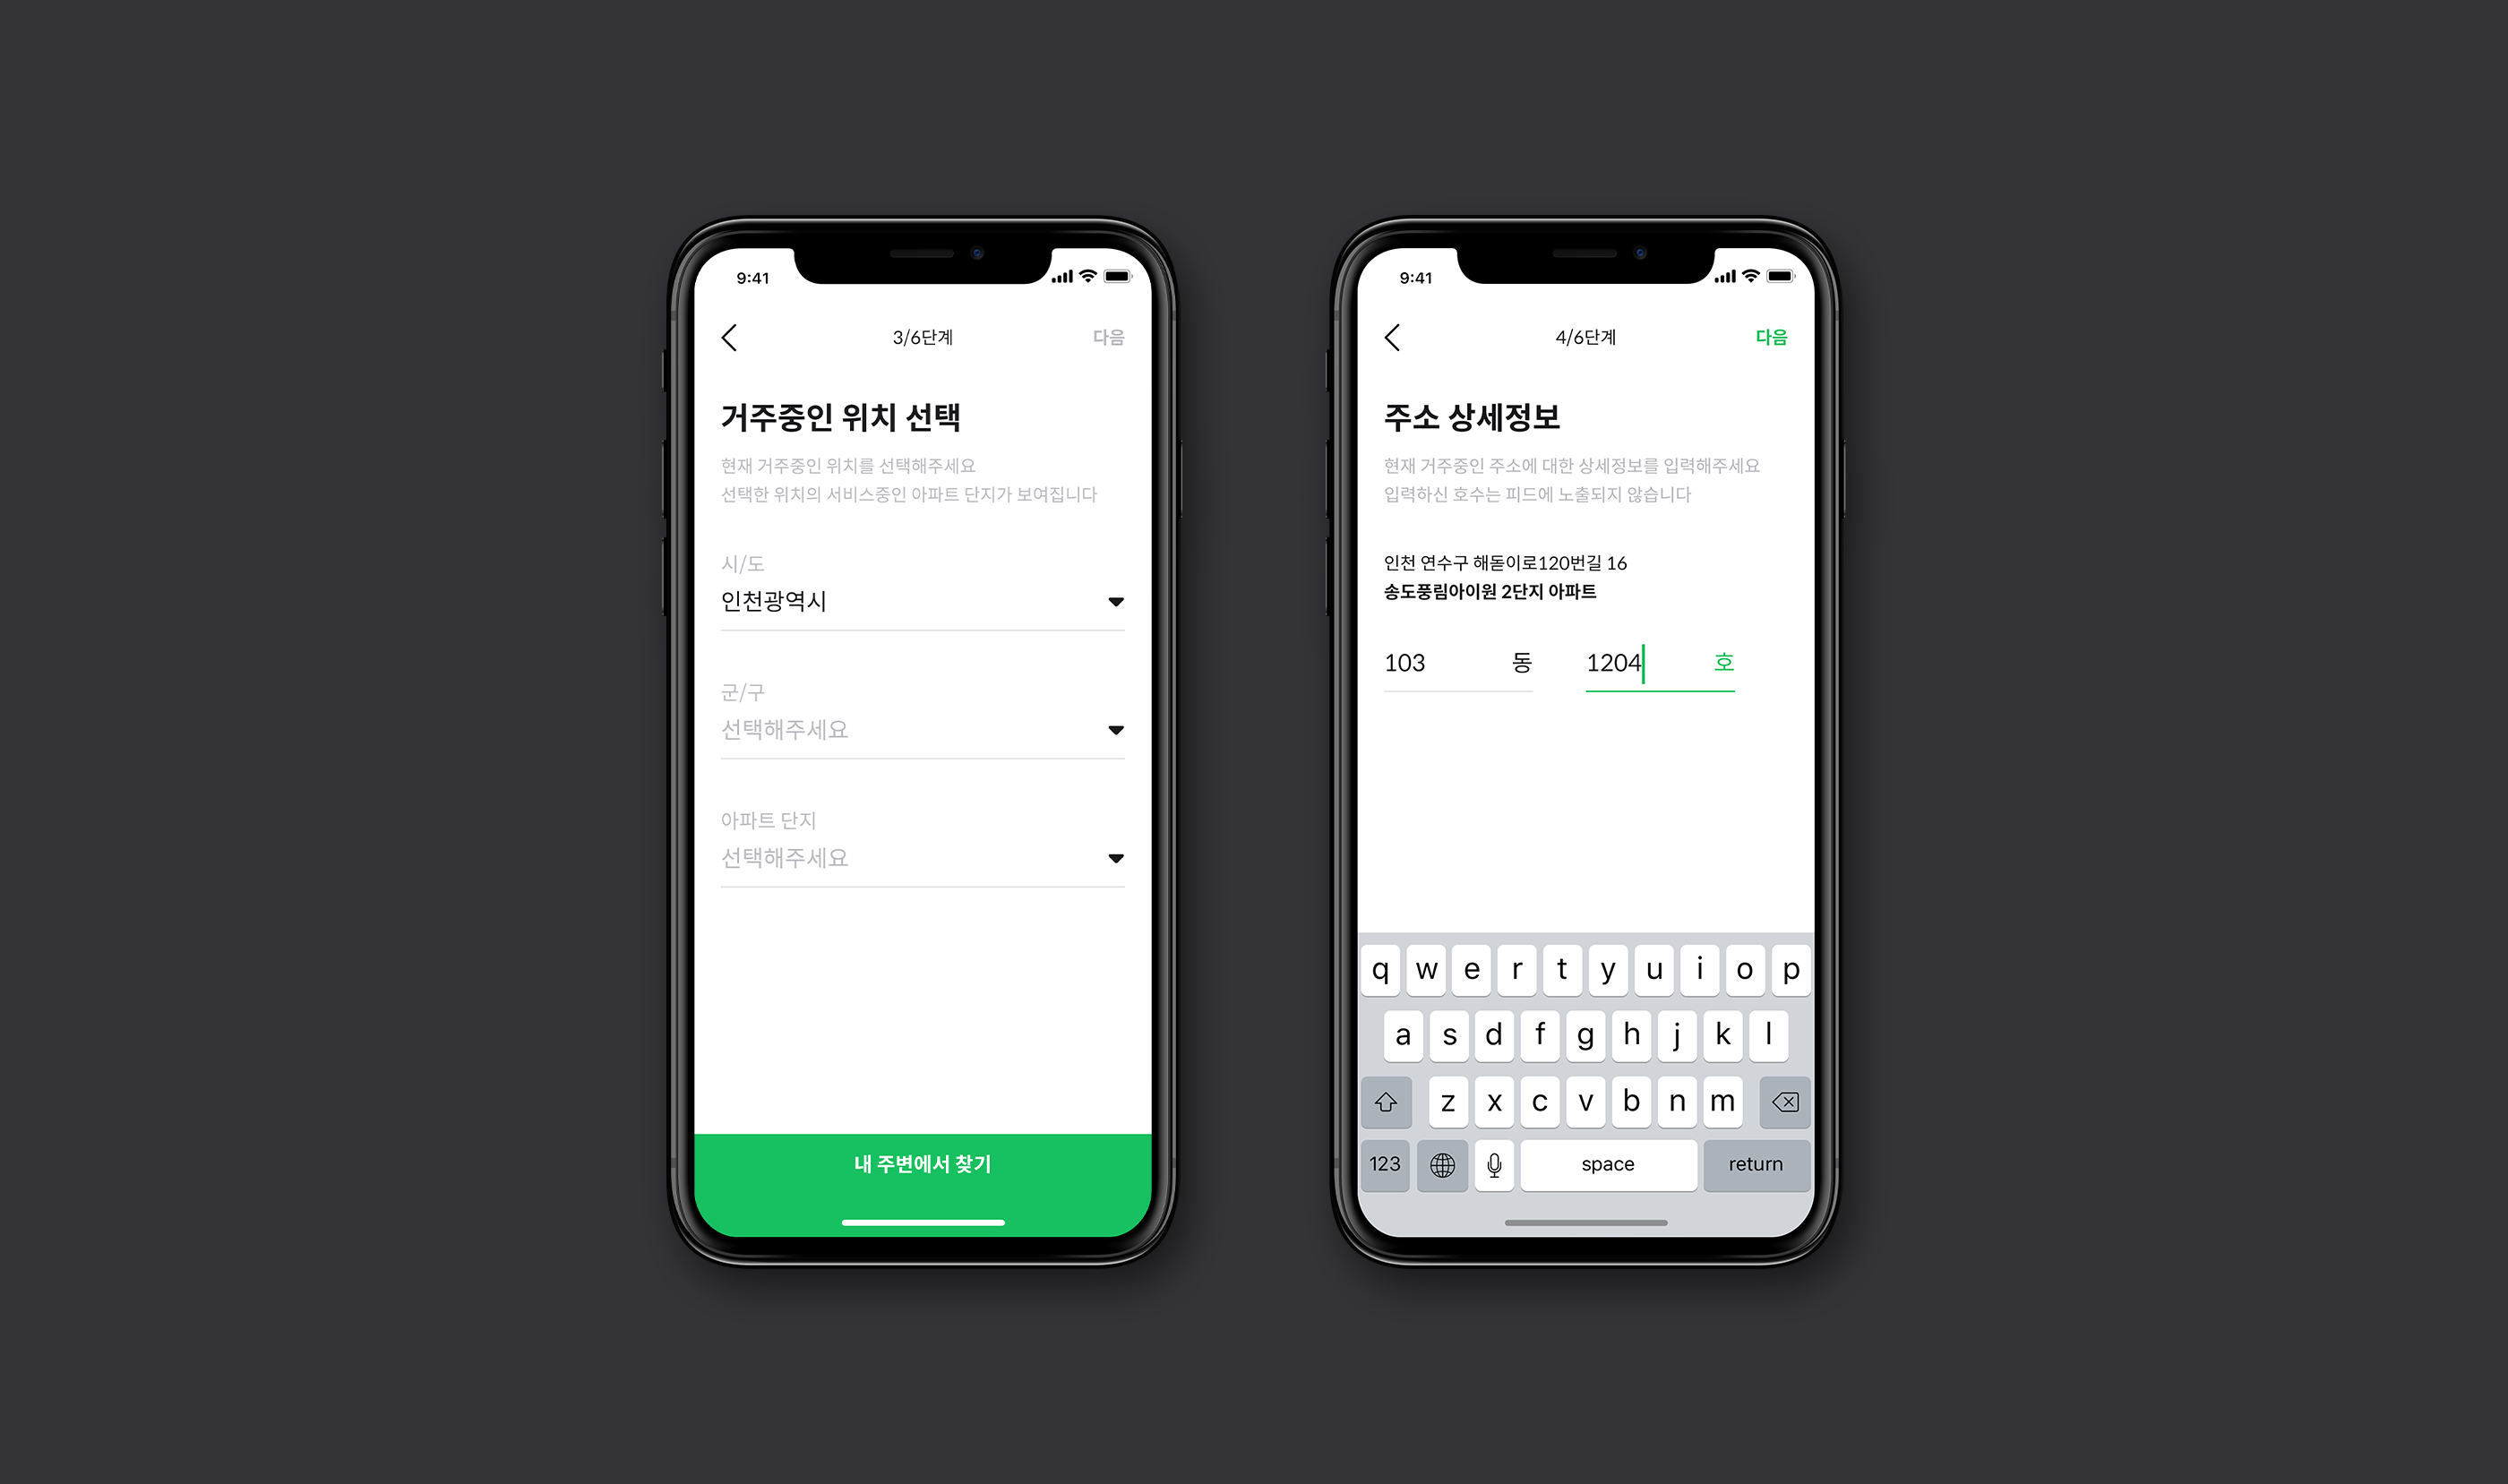 9:41
3/6단계
다음
거주중인 위치 선택
현재 거주중인 위치를 선택해주세요
선택한 위치의 서비스중인 아파트 단지가 보여집니다
시/도
인천광역시
군/구
선택해주세요
아파트 단지
선택해주세요
내 주변에서 찾기
9:41
4/6단계
다음
주소 상세정보
현재 거주중인 주소에 대한 상세정보를 입력해주세요
입력하신 호수는 피드에 노출되지 않습니다
인천 연수구 해돋이로120번길 16
송도풍림아이원 2단지 아파트
103 동 1204 호
q w e r t y u i o p
a s d f g h j k l
z x c v b n m
123 space return